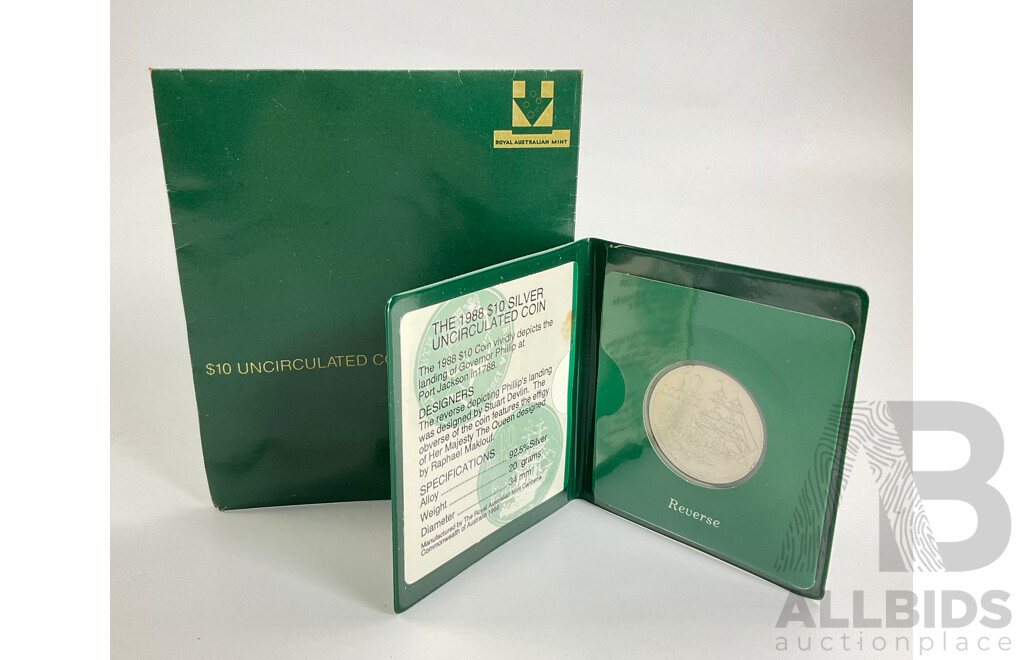 ROYAL AUSTRALIAN MINT
$10 UNCIRCULATED CO
THE 1988 $10 SILVER
UNCIRCULATED COIN
The 1988 $10 Coin vividly depicts the
landing of Governor Phillip at
Port Jackson in1788.
DESIGNERS
The reverse depicting Phillip's landing
was designed by Stuart Devlin. The
obverse of the coin features the effigy
of Her Majesty The Queen designed
by Raphael Maklouf.
SPECIFICATIONS
Alloy ........................ 92.5%Silver
Weight ........................ 20 grams
Diameter ........................ 34 mm
Manufactured by The Royal Australian Mint Canberra
Commonwealth of Australia 1988
Reverse
B
ALLBIDS
auctionplace